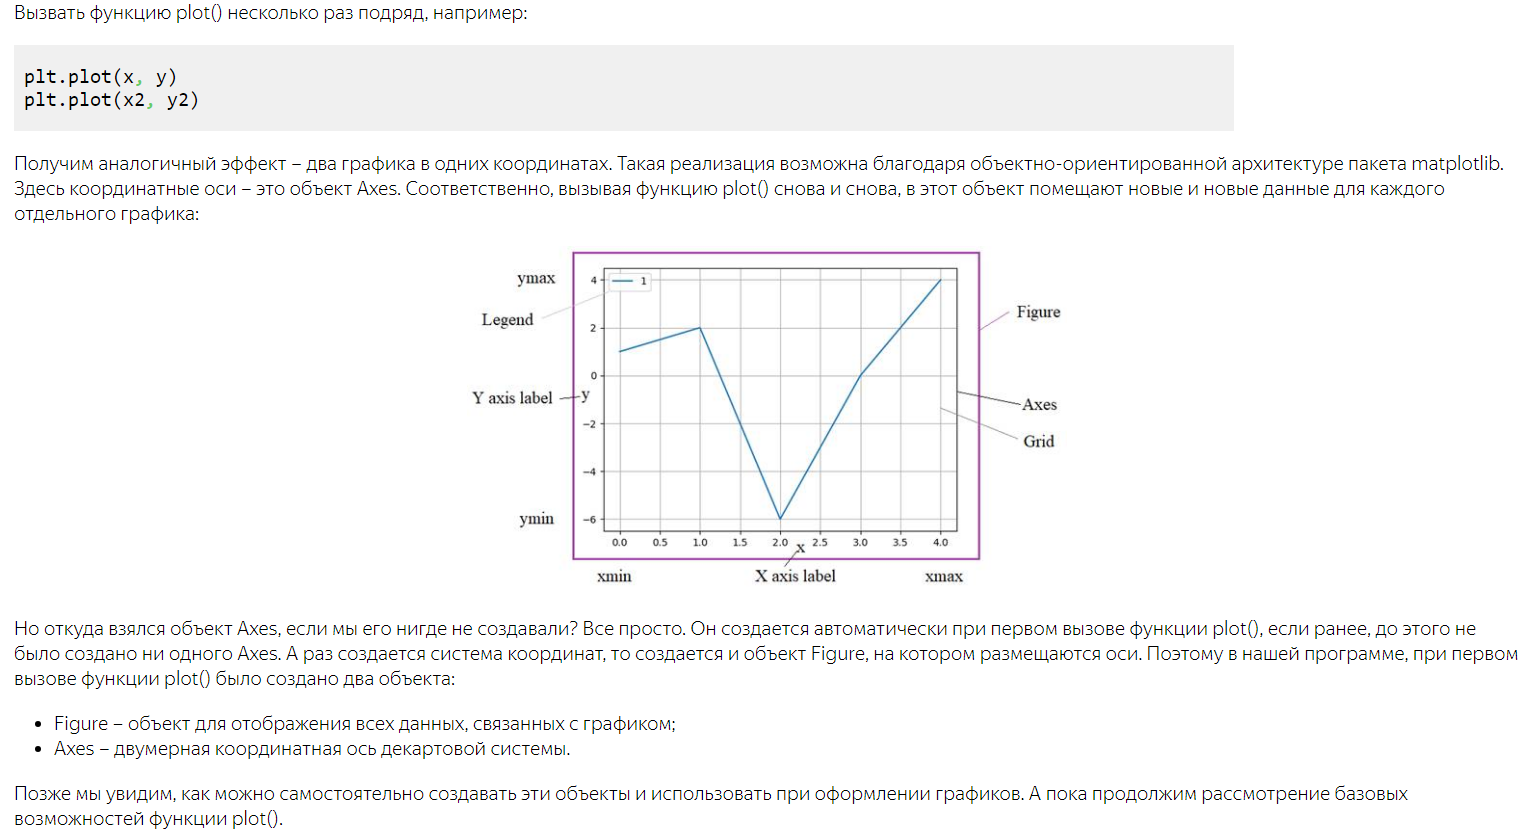 Вызвать функцию plot() несколько раз подряд, например:
plt.plot(x, y)
plt.plot(x2, y2)
Получим аналогичный эффект – два графика в одних координатах. Такая реализация возможна благодаря объектно-ориентированной архитектуре пакета matplotlib.
Здесь координатные оси – это объект Axes. Соответственно, вызывая функцию plot() снова и снова, в этот объект помещают новые и новые данные для каждого
отдельного графика:
ymax
4
1
Legend
Figure
2
0
Y axis label
y
Axes
−2
Grid
−4
ymin
−6
0.0 0.5 1.0 1.5 2.0 2.5 3.0 3.5 4.0
x
xmin
X axis label
xmax
Но откуда взялся объект Axes, если мы его нигде не создавали? Все просто. Он создается автоматически при первом вызове функции plot(), если ранее, до этого не
было создано ни одного Axes. А раз создается система координат, то создается и объект Figure, на котором размещаются оси. Поэтому в нашей программе, при первом
вызове функции plot() было создано два объекта:
• Figure – объект для отображения всех данных, связанных с графиком;
• Axes – двумерная координатная ось декартовой системы.
Позже мы увидим, как можно самостоятельно создавать эти объекты и использовать при оформлении графиков. А пока продолжим рассмотрение базовых
возможностей функции plot().